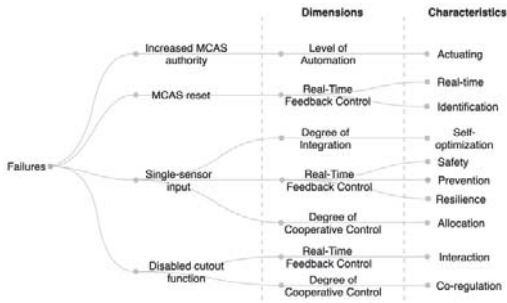 Dimensions
Characteristics
Increased MCAS
authority
Level of
Automation
Actuating
MCAS reset
Real-Time
Feedback Control
Real-time
Identification
Degree of
Integration
Self-
optimization
Failures
Single-sensor
input
Real-Time
Feedback Control
Safety
Prevention
Resilience
Degree of
Cooperative Control
Allocation
Disabled cutout
function
Real-Time
Feedback Control
Interaction
Degree of
Cooperative Control
Co-regulation